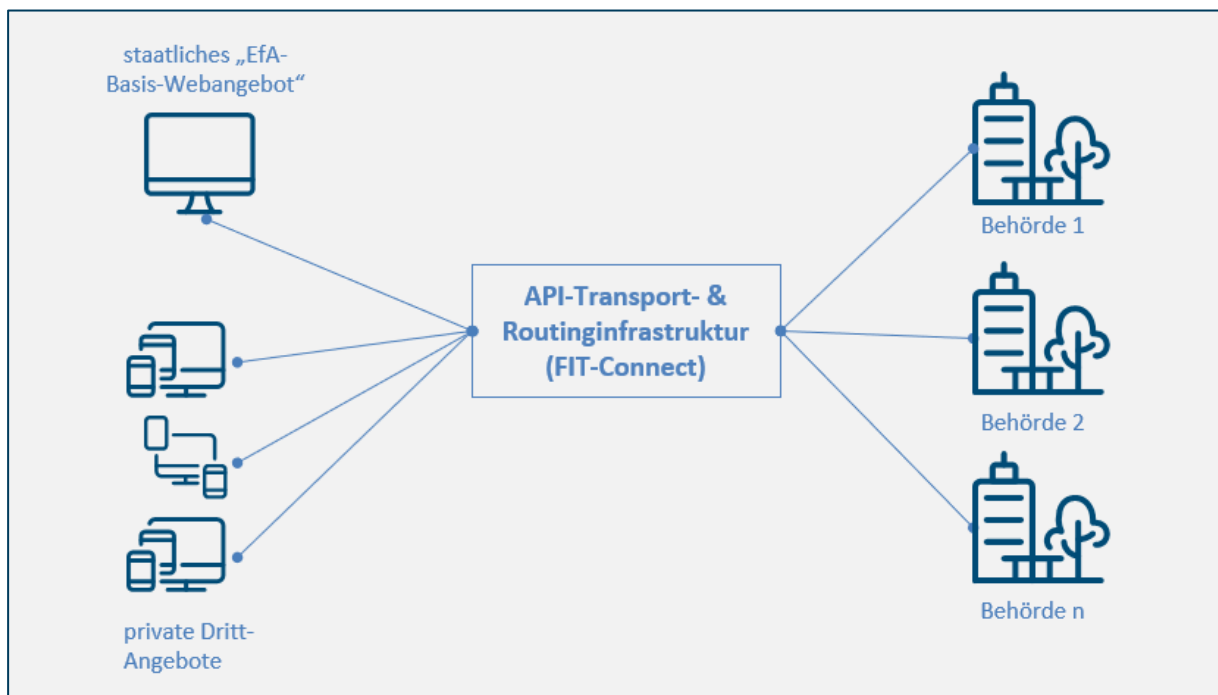 staatliches „EfA-
Basis-Webangebot“
API-Transport- &
Routinginfrastruktur
(FIT-Connect)
private Dritt-
Angebote
Behörde 1
Behörde 2
Behörde n